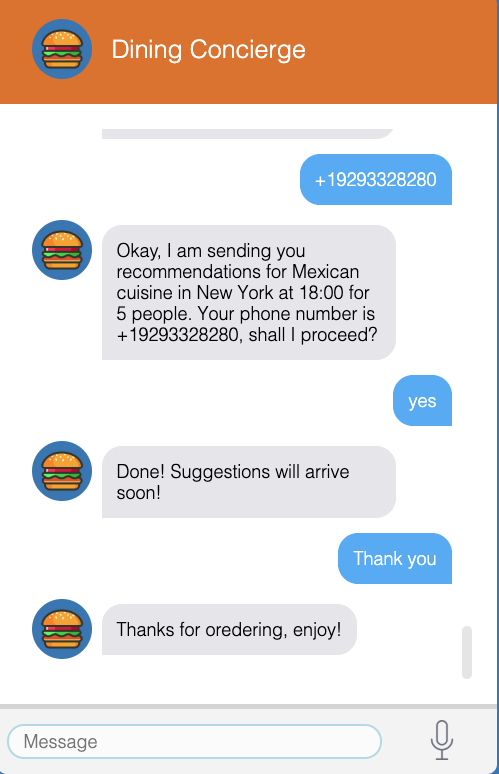 Dining Concierge
+19293328280
Okay, I am sending you
recommendations for Mexican
cuisine in New York at 18:00 for
5 people. Your phone number is
+19293328280, shall I proceed?
yes
Done! Suggestions will arrive
soon!
Thank you
Thanks for oredering, enjoy!
Message